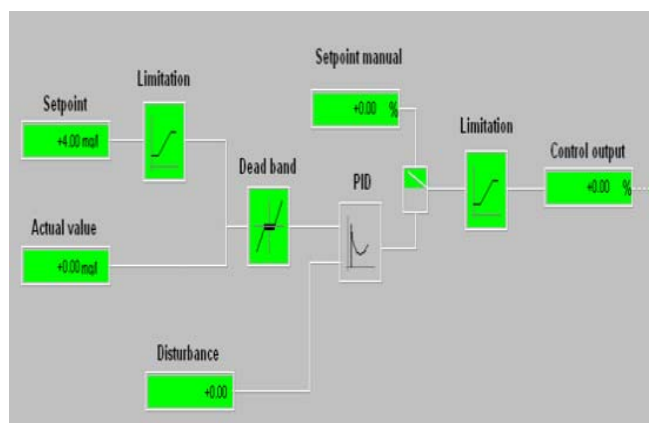 Setpoint manual
+0.00 %
Limitation
Setpoint
+4.00 mg/l
Limitation
Control output
+0.00 %
Dead band
PID
Actual value
+0.00 mg/l
Disturbance
+0.00